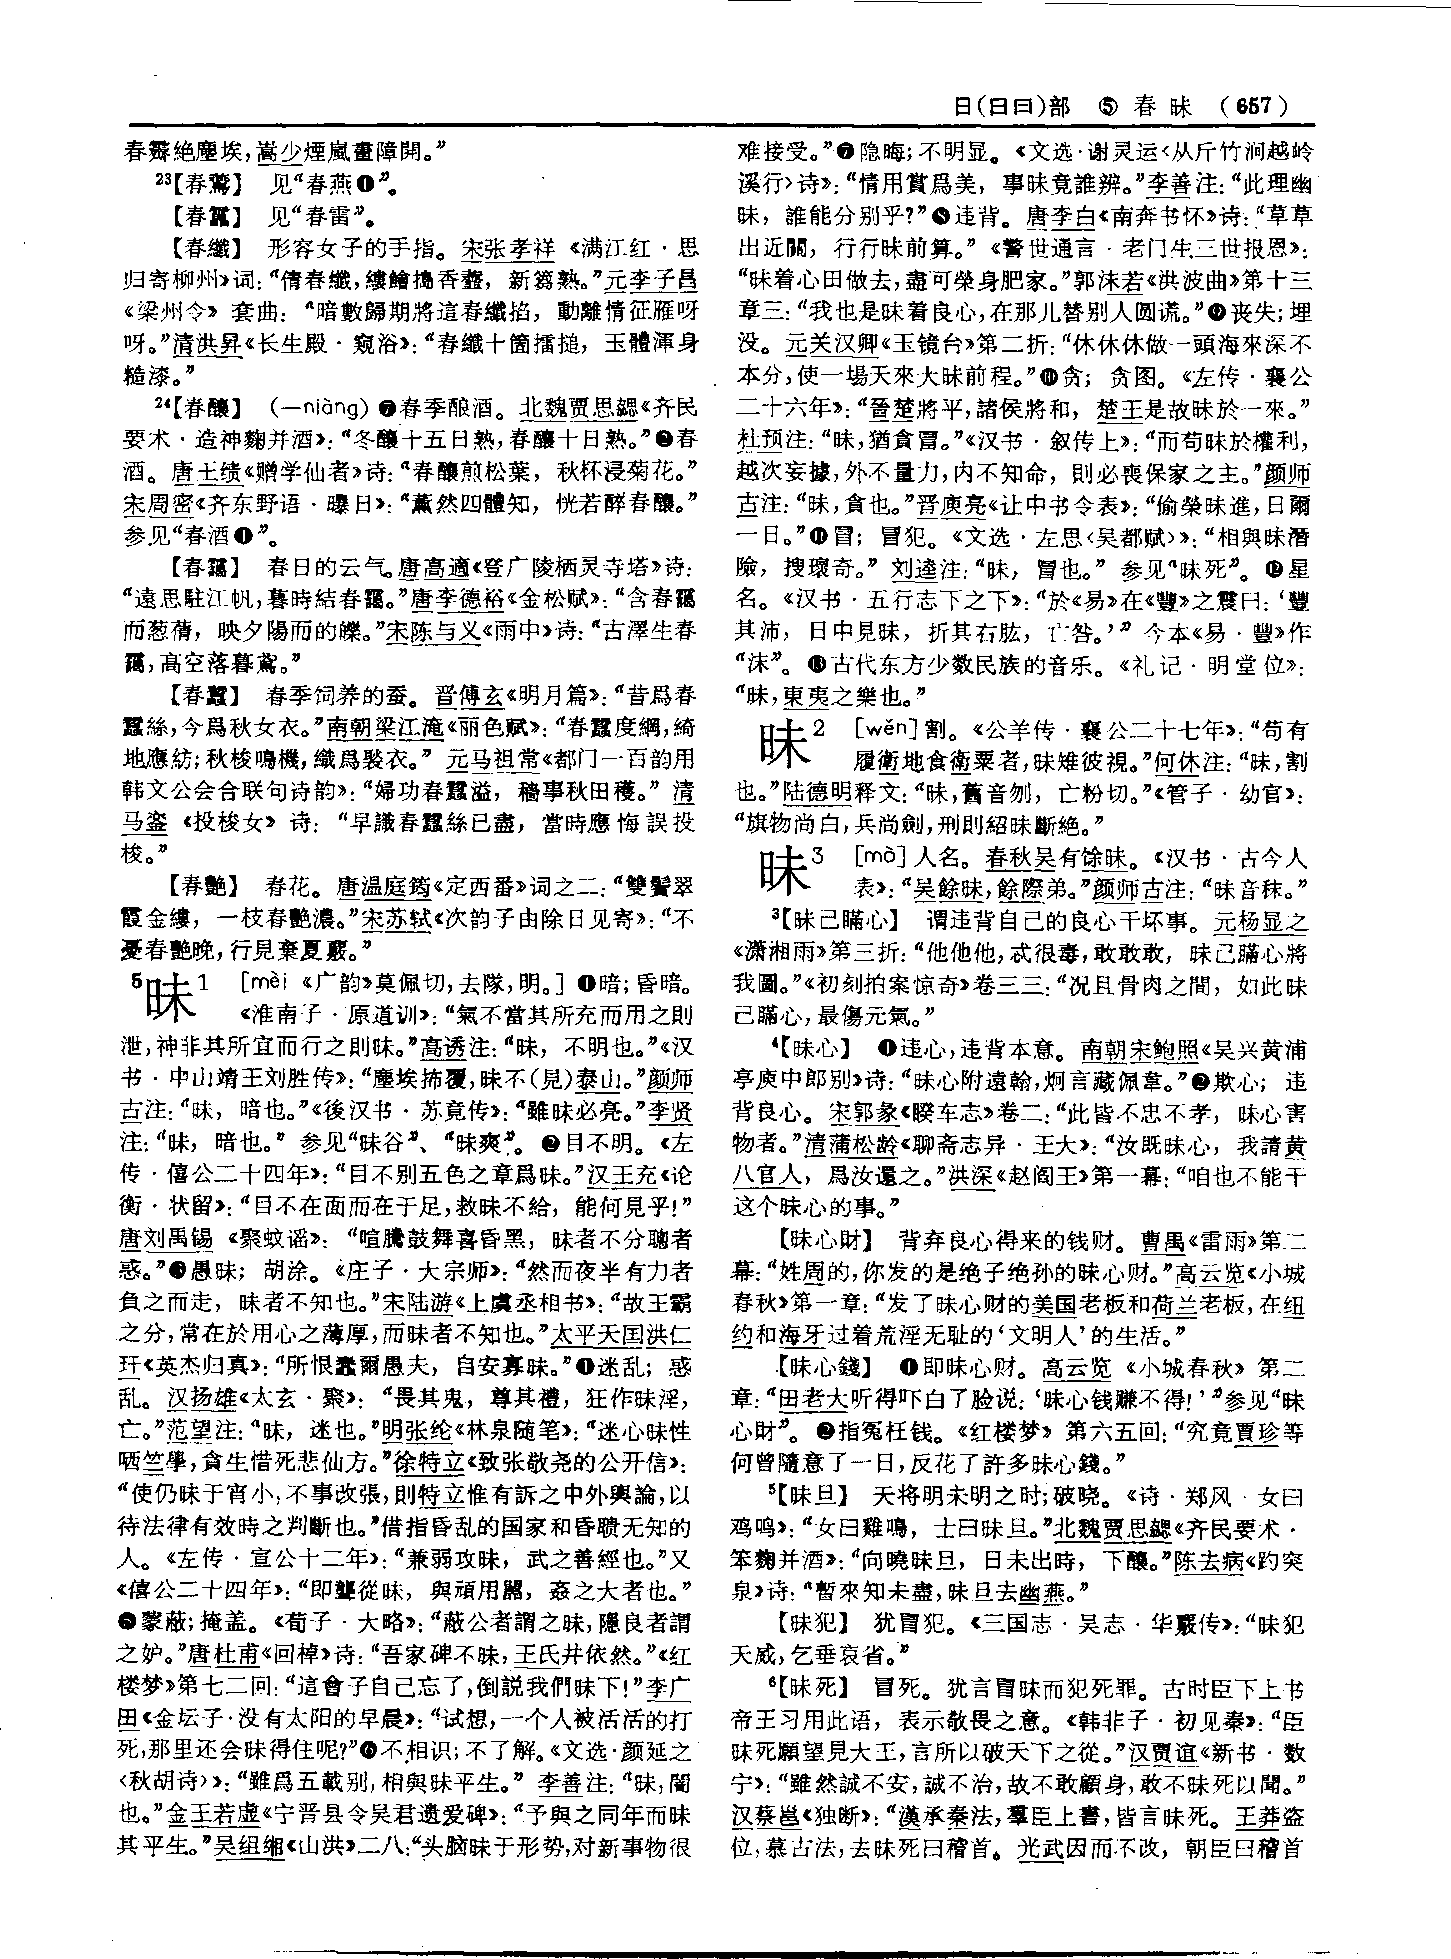 日(日曰)部 ⑤ 春 昧 (657)
春霽絶塵埃,嵩少煙嵐畫障開。”
23【春鶯】 见“春燕❶”。
【春靁】 见“春雷”。
【春纖】 形容女子的手指。宋张孝祥《满江红·思
归寄柳州》词:“倩春纖,縷鱠擣香虀,新篘熟。”元李子昌
《梁州令》套曲:“暗數歸期將這春纖掐,動離情征雁呀
呀。”清洪昇《长生殿·窥浴》:“春纖十箇擂搥,玉體渾身
糙漆。”
24【春釀】 (—niàng)❶春季酿酒。北魏贾思勰《齐民
要术·造神麴并酒》:“冬釀十五日熟,春釀十日熟。”❷春
酒。唐王绩《赠学仙者》诗:“春釀煎松葉,秋怀浸菊花。”
宋周密《齐东野语·曝日》:“薰然四體知,恍若醉春釀。”
参见“春酒❶”。
【春靄】 春日的云气。唐高適《登广陵栖灵寺塔》诗:
“遠思駐江帆,暮時結春靄。”唐李德裕《金松赋》:“含春靄
而葱蒨,映夕陽而的皪。”宋陈与义《雨中》诗:“古澤生春
靄,高空落暮鳶。”
【春蠶】 春季饲养的蚕。晋傅玄《明月篇》:“昔爲春
蠶絲,今爲秋女衣。”南朝梁江淹《丽色赋》:“春蠶度網,綺
地應紡;秋梭鳴機,織爲褧衣。”元马祖常《都门一百韵用
韩文公会合联句诗韵》:“婦功春蠶溢,穡事秋田穫。”清
马銮《投梭女》诗:“早識春蠶絲已盡,當時應悔誤投
梭。”
【春艶】 春花。唐温庭筠《定西番》词之二:“雙鬢翠
霞金縷,一枝春艶濃。”宋苏轼《次韵子由除日见寄》:“不
憂春艶晚,行見棄夏覈。”
5昧1 [mèi《广韵》莫佩切,去隊,明。]❶暗;昏暗。
《淮南子·原道训》:“氣不當其所充而用之則
泄,神非其所宜而行之則昧。”高诱注:“昧,不明也。”《汉
书·中山靖王刘胜传》:“塵埃抪覆,昧不(見)泰山。”颜师
古注:“昧,暗也。”《後汉书·苏竟传》:“雖昧必亮。”李贤
注:“昧,暗也。”参见“昧谷”、“昧爽”。❷目不明。《左
传·僖公二十四年》:“目不别五色之章爲昧。”汉王充《论
衡·状留》:“目不在面而在于足,救昧不給,能何見乎!”
唐刘禹锡《聚蚊谣》:“喧騰鼓舞喜昏黑,昧者不分聰者
惑。”❸愚昧;胡涂。《庄子·大宗师》:“然而夜半有力者
負之而走,昧者不知也。”宋陆游《上虞丞相书》:“故王霸
之分,常在於用心之薄厚,而昧者不知也。”太平天囯洪仁
玕《英杰归真》:“所恨蠢爾愚夫,自安寡昧。”❹迷乱;惑
乱。汉扬雄《太玄·聚》:“畏其鬼,尊其禮,狂作昧淫,
亡。”范望注:“昧,迷也。”明张纶《林泉随笔》:“迷心昧性
哂竺學,貪生惜死悲仙方。”徐特立《致张敬尧的公开信》:
“使仍昧于宵小,不事改張,則特立惟有訴之中外輿論,以
待法律有效時之判斷也。”借指昏乱的国家和昏聩无知的
人。《左传·宣公十二年》:“兼弱攻昧,武之善經也。”又
《僖公二十四年》:“即聾從昧,與頑用嚚,姦之大者也。”
❺蒙蔽;掩盖。《荀子·大略》:“蔽公者謂之昧,隱良者謂
之妒。”唐杜甫《回棹》诗:“吾家碑不昧,王氏井依然。”《红
楼梦》第七二回:“這會子自己忘了,倒説我們昧下!”李广
田《金坛子·没有太阳的早晨》:“试想,一个人被活活的打
死,那里还会昧得住呢?”❻不相识;不了解。《文选·颜延之
〈秋胡诗〉》:“雖爲五載别,相與昧平生。”李善注:“昧,闇
也。”金王若虚《宁晋县令吴君遗爱碑》:“予與之同年而昧
其平生。”吴组缃《山洪》二八:“头脑昧于形势,对新事物很
难接受。”❼隐晦;不明显。《文选·谢灵运〈从斤竹涧越岭
溪行〉诗》:“情用賞爲美,事昧竟誰辨。”李善注:“此理幽
昧,誰能分别乎?”❽违背。唐李白《南奔书怀》诗:“草草
出近關,行行昧前算。”《警世通言·老门生三世报恩》:
“昧着心田做去,盡可榮身肥家。”郭沫若《洪波曲》第十三
章三:“我也是昧着良心,在那儿替别人圆谎。”❾丧失;埋
没。元关汉卿《玉镜台》第二折:“休休休做一頭海來深不
本分,使一場天來大昧前程。”❿贪;贪图。《左传·襄公
二十六年》:“晉楚將平,諸侯將和,楚王是故昧於一來。”
杜预注:“昧,猶貪冒。”《汉书·叙传上》:“而苟昧於權利,
越次妄據,外不量力,内不知命,則必喪保家之主。”颜师
古注:“昧,貪也。”晋庾亮《让中书令表》:“偷榮昧進,日爾
一日。”⓫冒;冒犯。《文选·左思〈吴都赋〉》:“相與昧潛
險,搜瓌奇。”刘逵注:“昧,冒也。”参见“昧死”。⓬星
名。《汉书·五行志下之下》:“於《易》在《豐》之震曰:‘豐
其沛,日中見昧,折其右肱,亡咎。’”今本《易·豐》作
“沬”。⓭古代东方少数民族的音乐。《礼记·明堂位》:
“昧,東夷之樂也。”
昧2 [wěn]割。《公羊传·襄公二十七年》:“苟有
履衛地食衛粟者,昧雉彼視。”何休注:“昧,割
也。”陆德明释文:“昧,舊音刎,亡粉切。”《管子·幼官》:
“旗物尚白,兵尚劍,刑則紹昧斷絶。”
昧3 [mò]人名。春秋吴有馀昧。《汉书·古今人
表》:“吴餘昧,餘際弟。”颜师古注:“昧音秣。”
3【昧己瞞心】 谓违背自己的良心干坏事。元杨显之
《潇湘雨》第三折:“他他他,忒很毒,敢敢敢,昧己瞞心將
我圖。”《初刻拍案惊奇》卷三三:“况且骨肉之間,如此昧
己瞞心,最傷元氣。”
4【昧心】 ❶违心,违背本意。南朝宋鲍照《吴兴黄浦
亭庾中郎别》诗:“昧心附遠翰,炯言藏佩韋。”❷欺心;违
背良心。宋郭彖《睽车志》卷二:“此皆不忠不孝,昧心害
物者。”清蒲松龄《聊斋志异·王大》:“汝既昧心,我請黄
八官人,爲汝還之。”洪深《赵阎王》第一幕:“咱也不能干
这个昧心的事。”
【昧心財】 背弃良心得来的钱财。曹禺《雷雨》第二
幕:“姓周的,你发的是绝子绝孙的昧心财。”高云览《小城
春秋》第一章:“发了昧心财的美国老板和荷兰老板,在纽
约和海牙过着荒淫无耻的‘文明人’的生活。”
【昧心錢】 ❶即昧心财。高云览《小城春秋》第二
章:“田老大听得吓白了脸说:‘昧心钱赚不得!’”参见“昧
心財”。❷指冤枉钱。《红楼梦》第六五回:“究竟賈珍等
何曾隨意了一日,反花了許多昧心錢。”
5【昧旦】 天将明未明之时;破晓。《诗·郑风·女曰
鸡鸣》:“女曰雞鳴,士曰昧旦。”北魏贾思勰《齐民要术·
笨麴并酒》:“向曉昧旦,日未出時,下釀。”陈去病《趵突
泉》诗:“暫來知未盡,昧旦去幽燕。”
【昧犯】 犹冒犯。《三国志·吴志·华覈传》:“昧犯
天威,乞垂哀省。”
6【昧死】 冒死。犹言冒昧而犯死罪。古时臣下上书
帝王习用此语,表示敬畏之意。《韩非子·初见秦》:“臣
昧死願望見大王,言所以破天下之從。”汉贾谊《新书·数
宁》:“雖然誠不安,誠不治,故不敢顧身,敢不昧死以聞。”
汉蔡邕《独断》:“漢承秦法,羣臣上書,皆言昧死。王莽盗
位,慕古法,去昧死曰稽首。光武因而不改,朝臣曰稽首